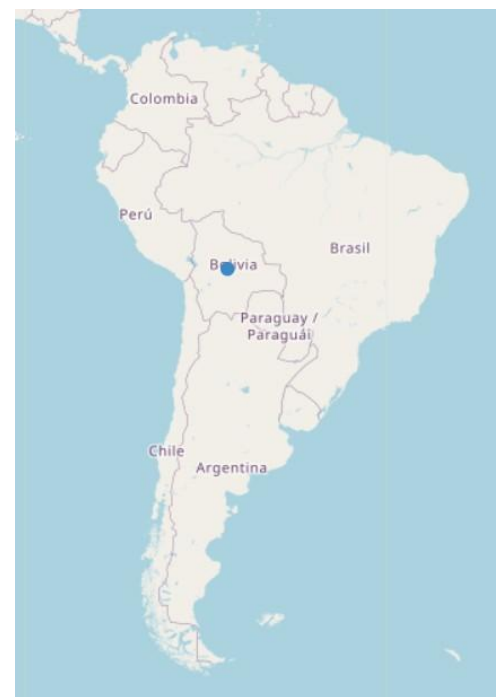 Colombia
Perú
Brasil
Bolivia
Paraguay /
Paraguái
Chile
Argentina